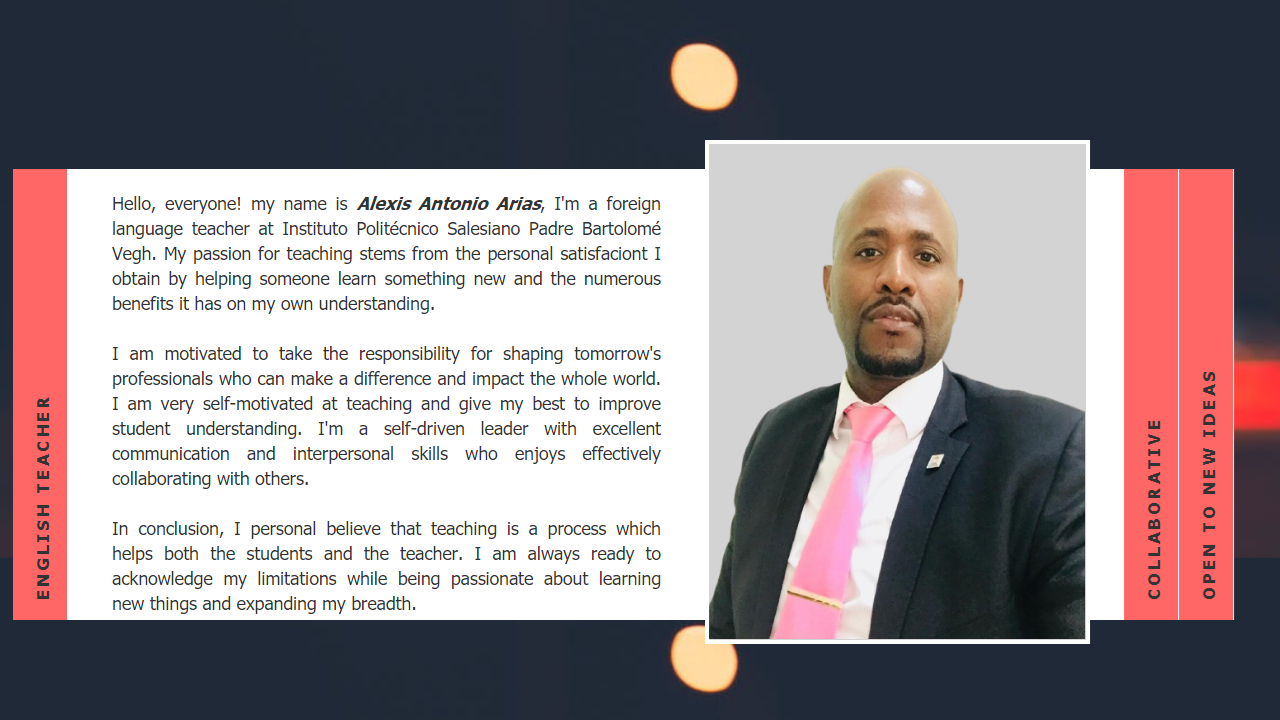 ENGLISH TEACHER
Hello, everyone! my name is Alexis Antonio Arias, I'm a foreign
language teacher at Instituto Politécnico Salesiano Padre Bartolomé
Vegh. My passion for teaching stems from the personal satisfaciont I
obtain by helping someone learn something new and the numerous
benefits it has on my own understanding.
I am motivated to take the responsibility for shaping tomorrow's
professionals who can make a difference and impact the whole world.
I am very self-motivated at teaching and give my best to improve
student understanding. I'm a self-driven leader with excellent
communication and interpersonal skills who enjoys effectively
collaborating with others.
In conclusion, I personal believe that teaching is a process which
helps both the students and the teacher. I am always ready to
acknowledge my limitations while being passionate about learning
new things and expanding my breadth.
COLLABORATIVE
OPEN TO NEW IDEAS